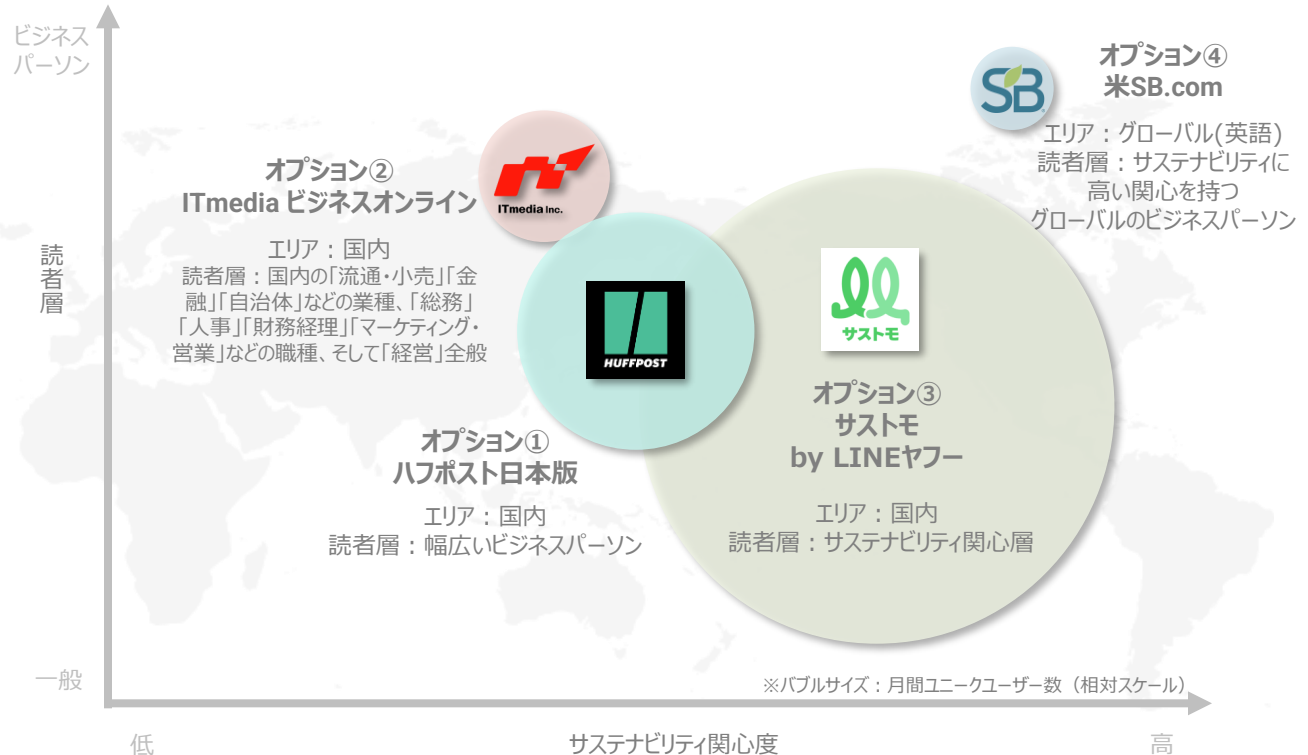 ビジネス
パーソン
オプション④
米SB.com
SB
エリア：グローバル(英語)
読者層：サステナビリティに
高い関心を持つ
グローバルのビジネスパーソン
オプション②
ITmedia ビジネスオンライン
ITmedia Inc.
エリア：国内
読者層：国内の「流通・小売」「金
融」「自治体」などの業種、「総務」
「人事」「財務経理」「マーケティング・
営業」などの職種、そして「経営」全般
読者層
HUFFPOST
サストモ
オプション③
サストモ
by LINEヤフー
エリア：国内
読者層：サステナビリティ関心層
オプション①
ハフポスト日本版
エリア：国内
読者層：幅広いビジネスパーソン
一般
※バブルサイズ：月間ユニークユーザー数（相対スケール）
低
サステナビリティ関心度
高